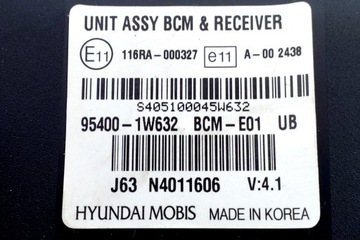 UNIT ASSY BCM & RECEIVER
E11 116RA-000327 e11 A-00 2438
S405100045W632
95400-1W632 BCM-E01 UB
J63 N4011606 V:4.1
HYUNDAI MOBIS MADE IN KOREA